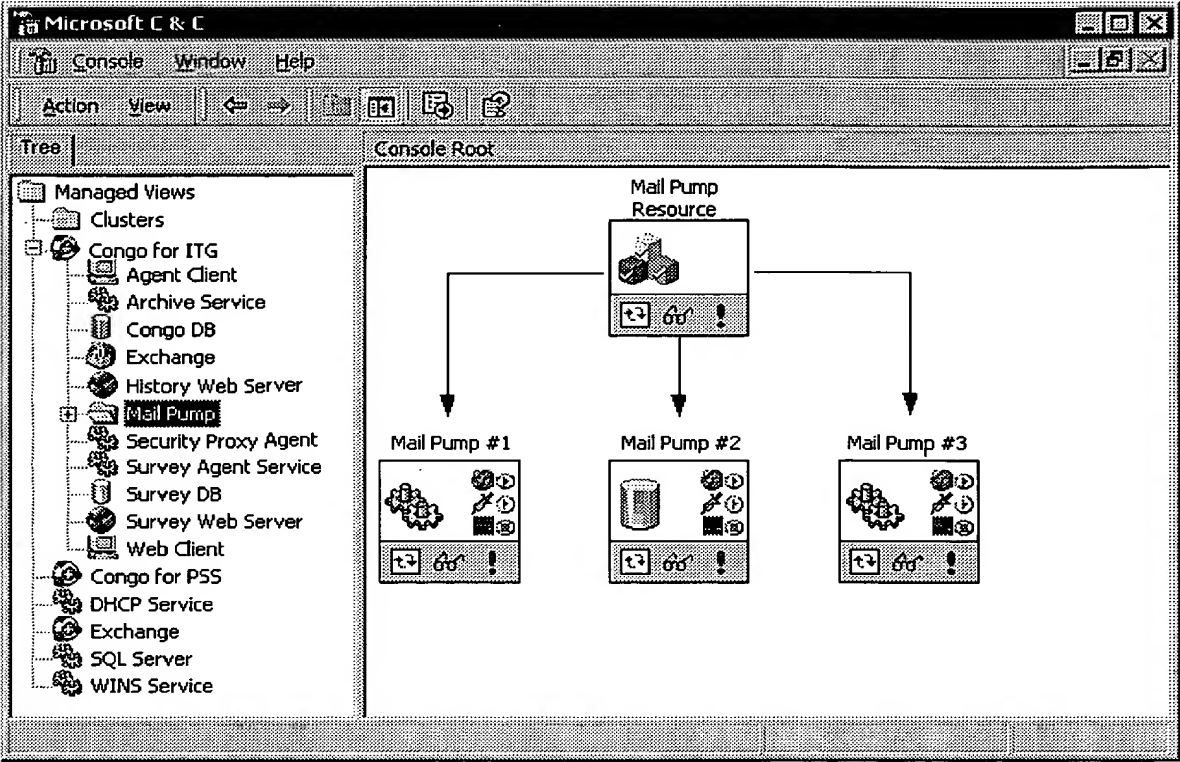 Microsoft C & C
Console Window Help
Action View
Tree
Console Root
Managed Views
Clusters
Congo for ITG
Agent Client
Archive Service
Congo DB
Exchange
History Web Server
Mail Pump
Security Proxy Agent
Survey Agent Service
Survey DB
Survey Web Server
Web Client
Congo for PSS
DHCP Service
Exchange
SQL Server
WINS Service
Mail Pump
Resource
Mail Pump #1
Mail Pump #2
Mail Pump #3